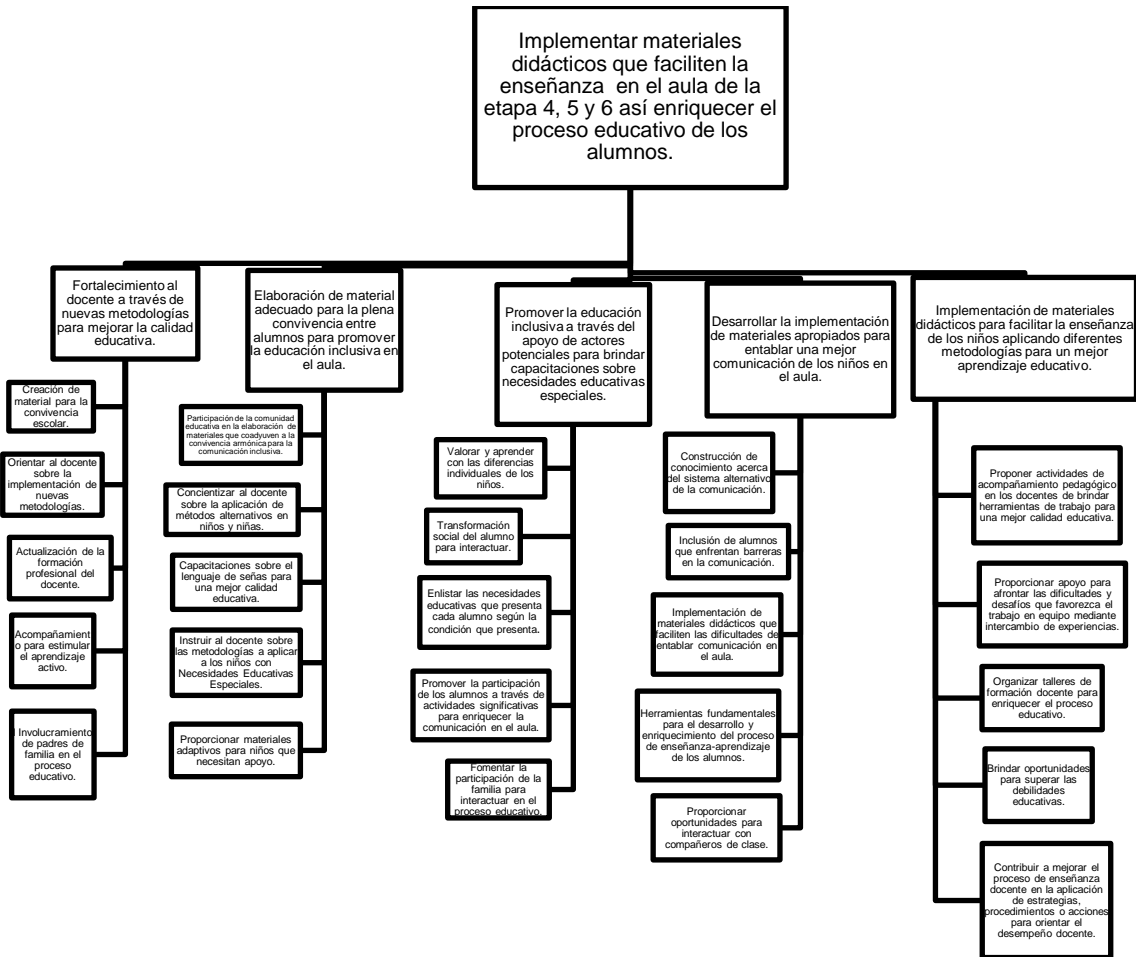 Implementar materiales
didácticos que faciliten la
enseñanza en el aula de la
etapa 4, 5 y 6 así enriquecer el
proceso educativo de los
alumnos.
Fortalecimiento al
docente a través de
nuevas metodologías
para mejorar la calidad
educativa.
Creación de
material para la
convivencia
escolar.
Orientar al docente
sobre la
implementación de
nuevas
metodologías.
Actualización de la
formación
profesional del
docente.
Acompañamient
o para estimular
el aprendizaje
activo.
Involucramiento
de padres de
familia en el
proceso
educativo.
Elaboración de material
adecuado para la plena
convivencia entre
alumnos para promover
la educación inclusiva en
el aula.
Participación de la comunidad
educativa en la elaboración de
materiales que coadyuven a la
convivencia armónica para la
comunicación inclusiva.
Concientizar al docente
sobre la aplicación de
métodos alternativos en
niños y niñas.
Capacitaciones sobre el
lenguaje de señas para
una mejor calidad
educativa.
Instruir al docente sobre
las metodologías a aplicar
a los niños con
Necesidades Educativas
Especiales.
Proporcionar materiales
adaptivos para niños que
necesitan apoyo.
Promover la educación
inclusiva a través del
apoyo de actores
potenciales para brindar
capacitaciones sobre
necesidades educativas
especiales.
Valorar y aprender
con las diferencias
individuales de los
niños.
Transformación
social del alumno
para interactuar.
Enlistar las necesidades
educativas que presenta
cada alumno según la
condición que presenta.
Promover la participación
de los alumnos a través de
actividades significativas
para enriquecer la
comunicación en el aula.
Fomentar la
participación de la
familia para
interactuar en el
proceso educativo.
Desarrollar la implementación
de materiales apropiados para
entablar una mejor
comunicación de los niños en
el aula.
Construcción de
conocimiento acerca
del sistema alternativo
de la comunicación.
Inclusión de alumnos
que enfrentan barreras
en la comunicación.
Implementación de
materiales didácticos que
faciliten las dificultades de
entablar comunicación en
el aula.
Herramientas fundamentales
para el desarrollo y
enriquecimiento del proceso
de enseñanza-aprendizaje
de los alumnos.
Proporcionar
oportunidades para
interactuar con
compañeros de clase.
Implementación de materiales
didácticos para facilitar la enseñanza
de los niños aplicando diferentes
metodologías para un mejor
aprendizaje educativo.
Proponer actividades de
acompañamiento pedagógico
en los docentes de brindar
herramientas de trabajo para
una mejor calidad educativa.
Proporcionar apoyo para
afrontar las dificultades y
desafíos que favorezca el
trabajo en equipo mediante
intercambio de experiencias.
Organizar talleres de
formación docente para
enriquecer el proceso
educativo.
Brindar oportunidades
para superar las
debilidades
educativas.
Contribuir a mejorar el
proceso de enseñanza
docente en la aplicación
de estrategias,
procedimientos o acciones
para orientar el
desempeño docente.